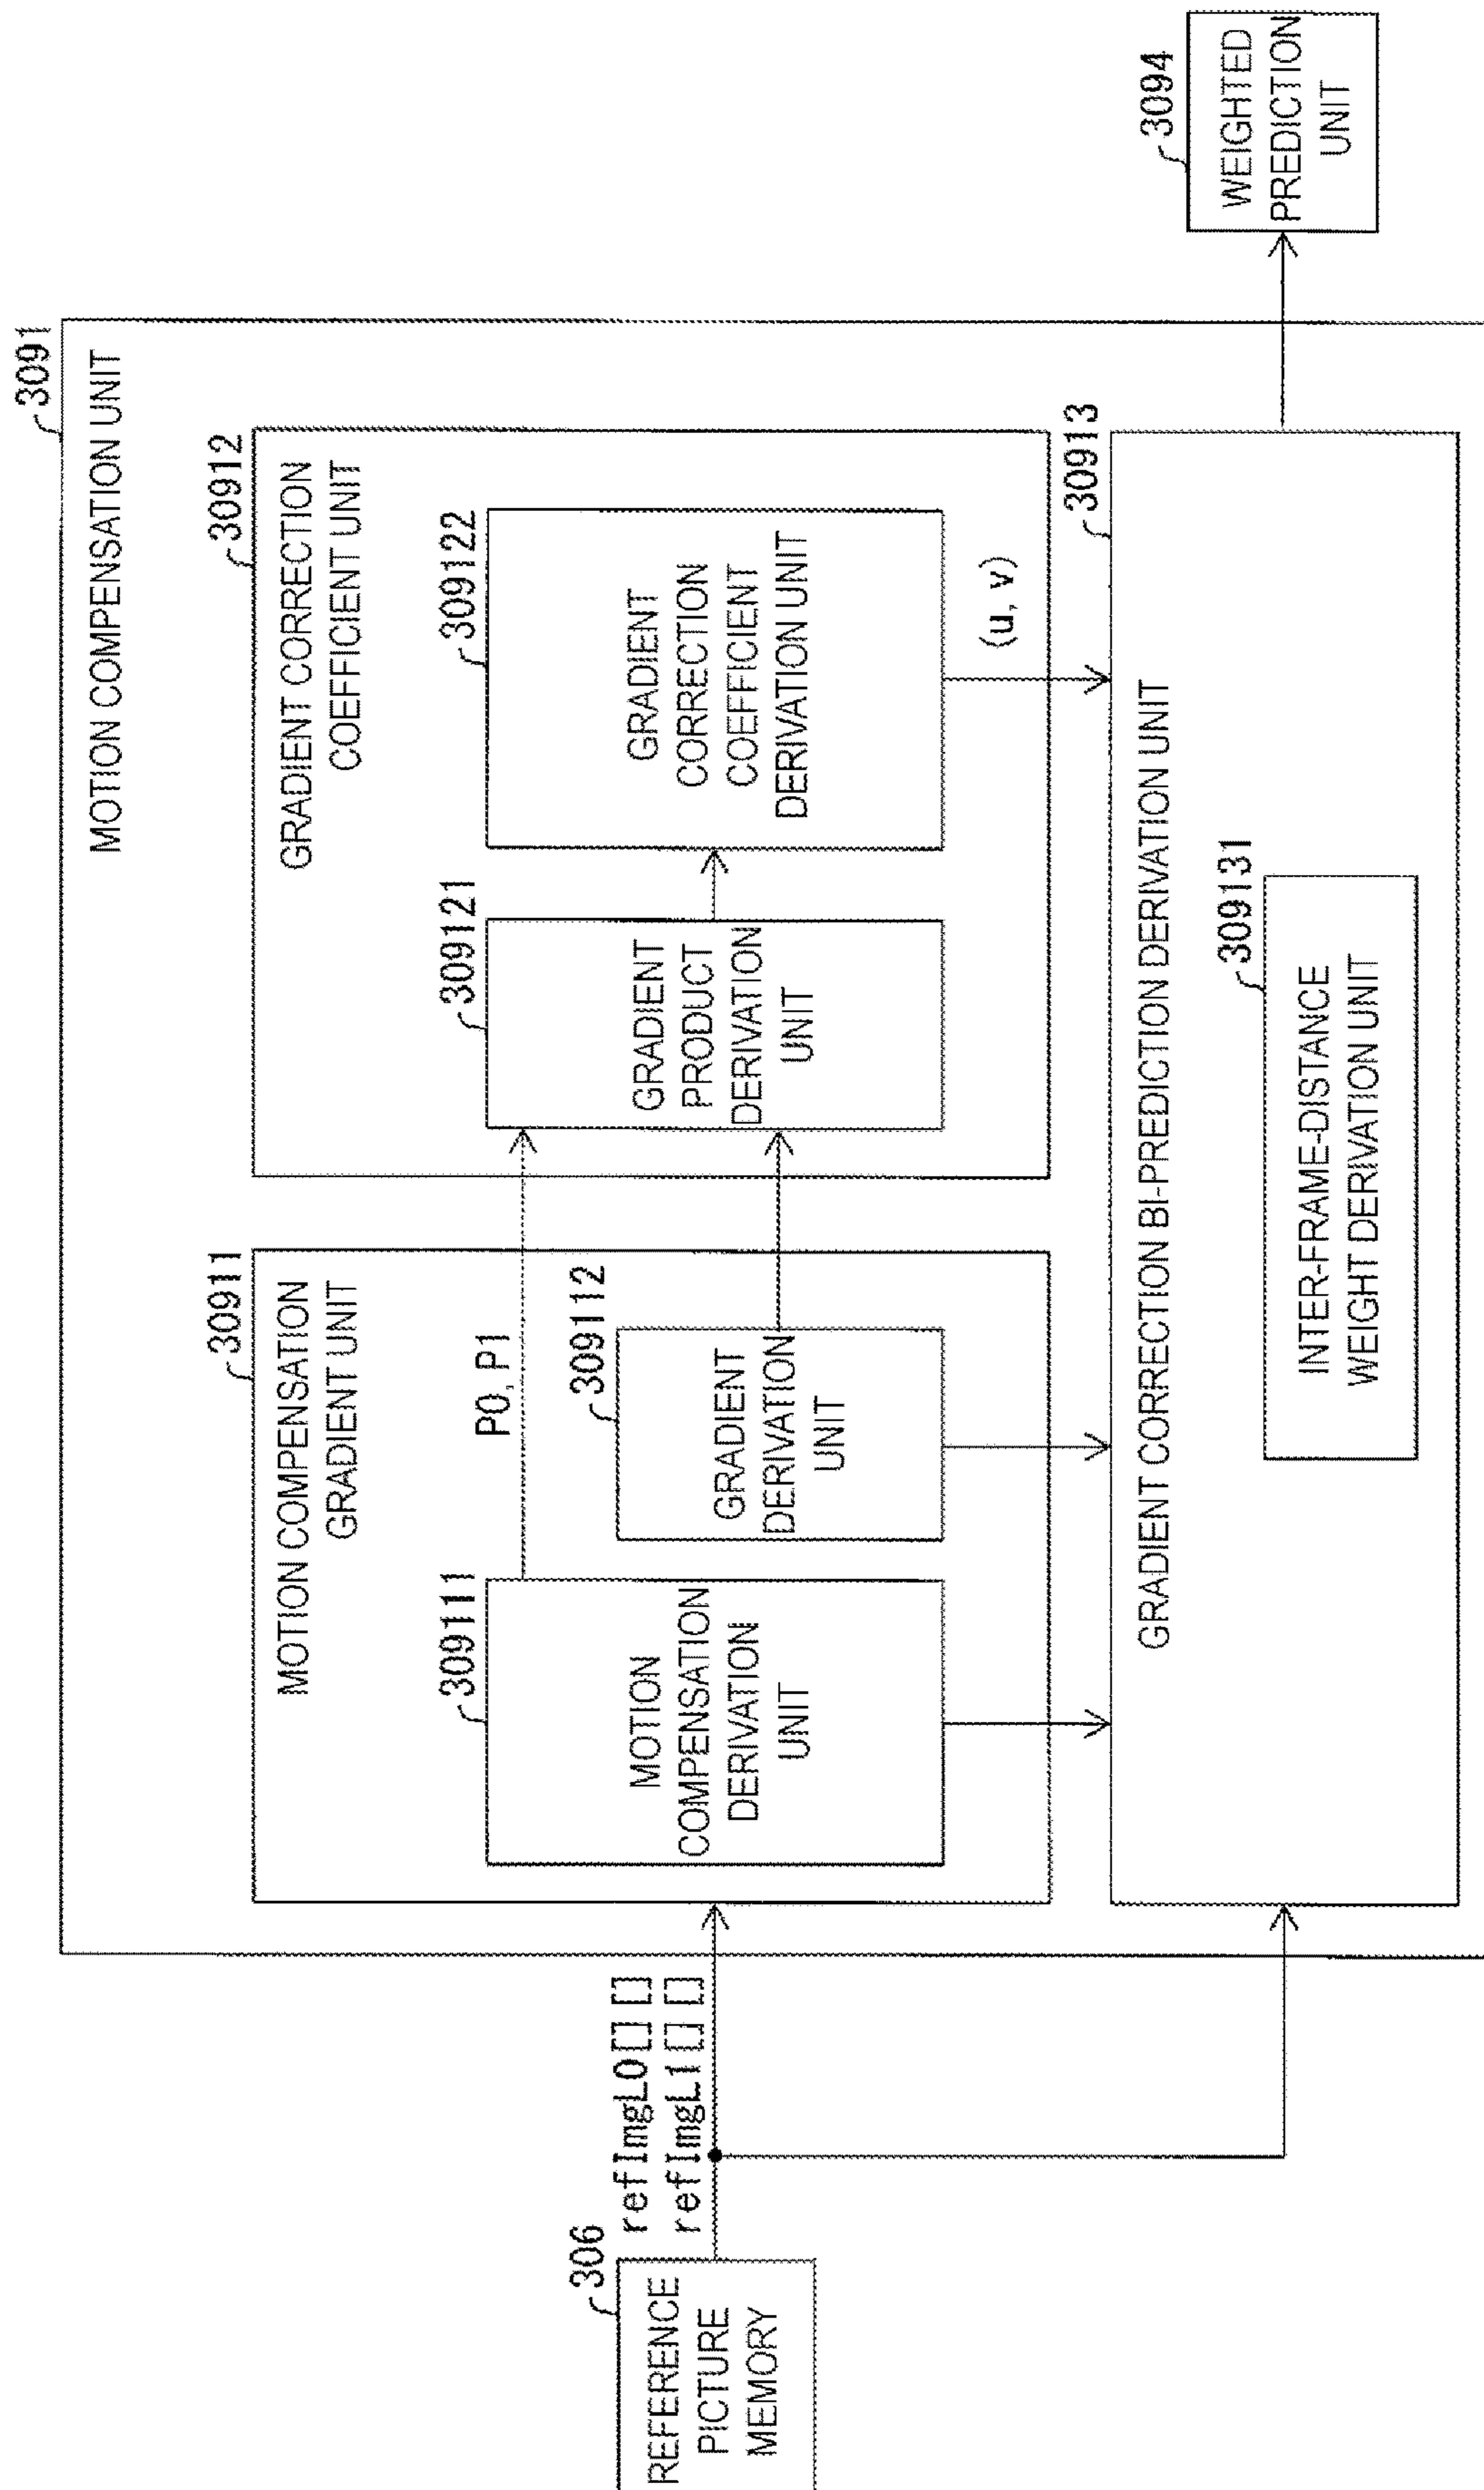 3091
MOTION COMPENSATION UNIT
30911
MOTION COMPENSATION
GRADIENT UNIT
30912
GRADIENT CORRECTION
COEFFICIENT UNIT
309111
MOTION
COMPENSATION
DERIVATION
UNIT
P0, P1
309112
GRADIENT
DERIVATION
UNIT
309121
GRADIENT
PRODUCT
DERIVATION
UNIT
309122
GRADIENT
CORRECTION
COEFFICIENT
DERIVATION UNIT
306
REFERENCE
PICTURE
MEMORY
refImgL0[] []
refImgL1[] []
(u, v)
30913
GRADIENT CORRECTION BI-PREDICTION DERIVATION UNIT
309131
INTER-FRAME-DISTANCE
WEIGHT DERIVATION UNIT
3094
WEIGHTED
PREDICTION
UNIT